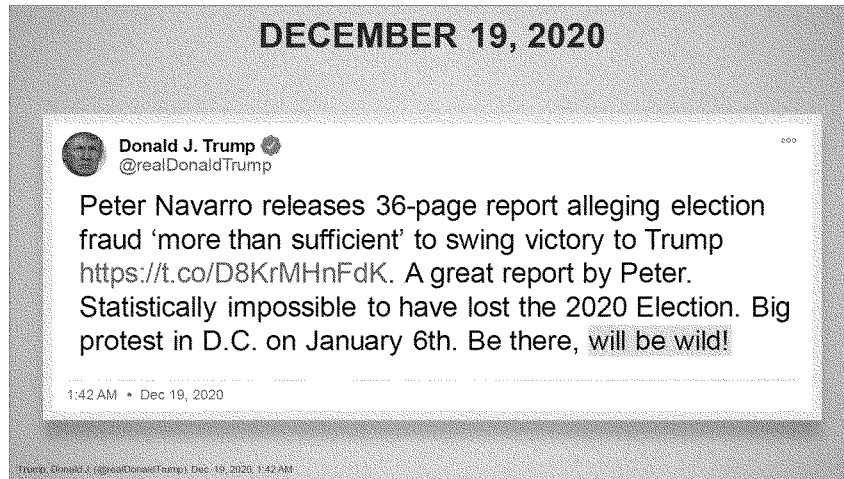 DECEMBER 19, 2020
Donald J. Trump
@realDonaldTrump
Peter Navarro releases 36-page report alleging election
fraud ‘more than sufficient’ to swing victory to Trump
https://t.co/D8KrMHnFdK. A great report by Peter.
Statistically impossible to have lost the 2020 Election. Big
protest in D.C. on January 6th. Be there, will be wild!
1:42 AM • Dec 19, 2020
Trump, Donald J. (@realDonaldTrump), Dec. 19, 2020, 1:42 AM